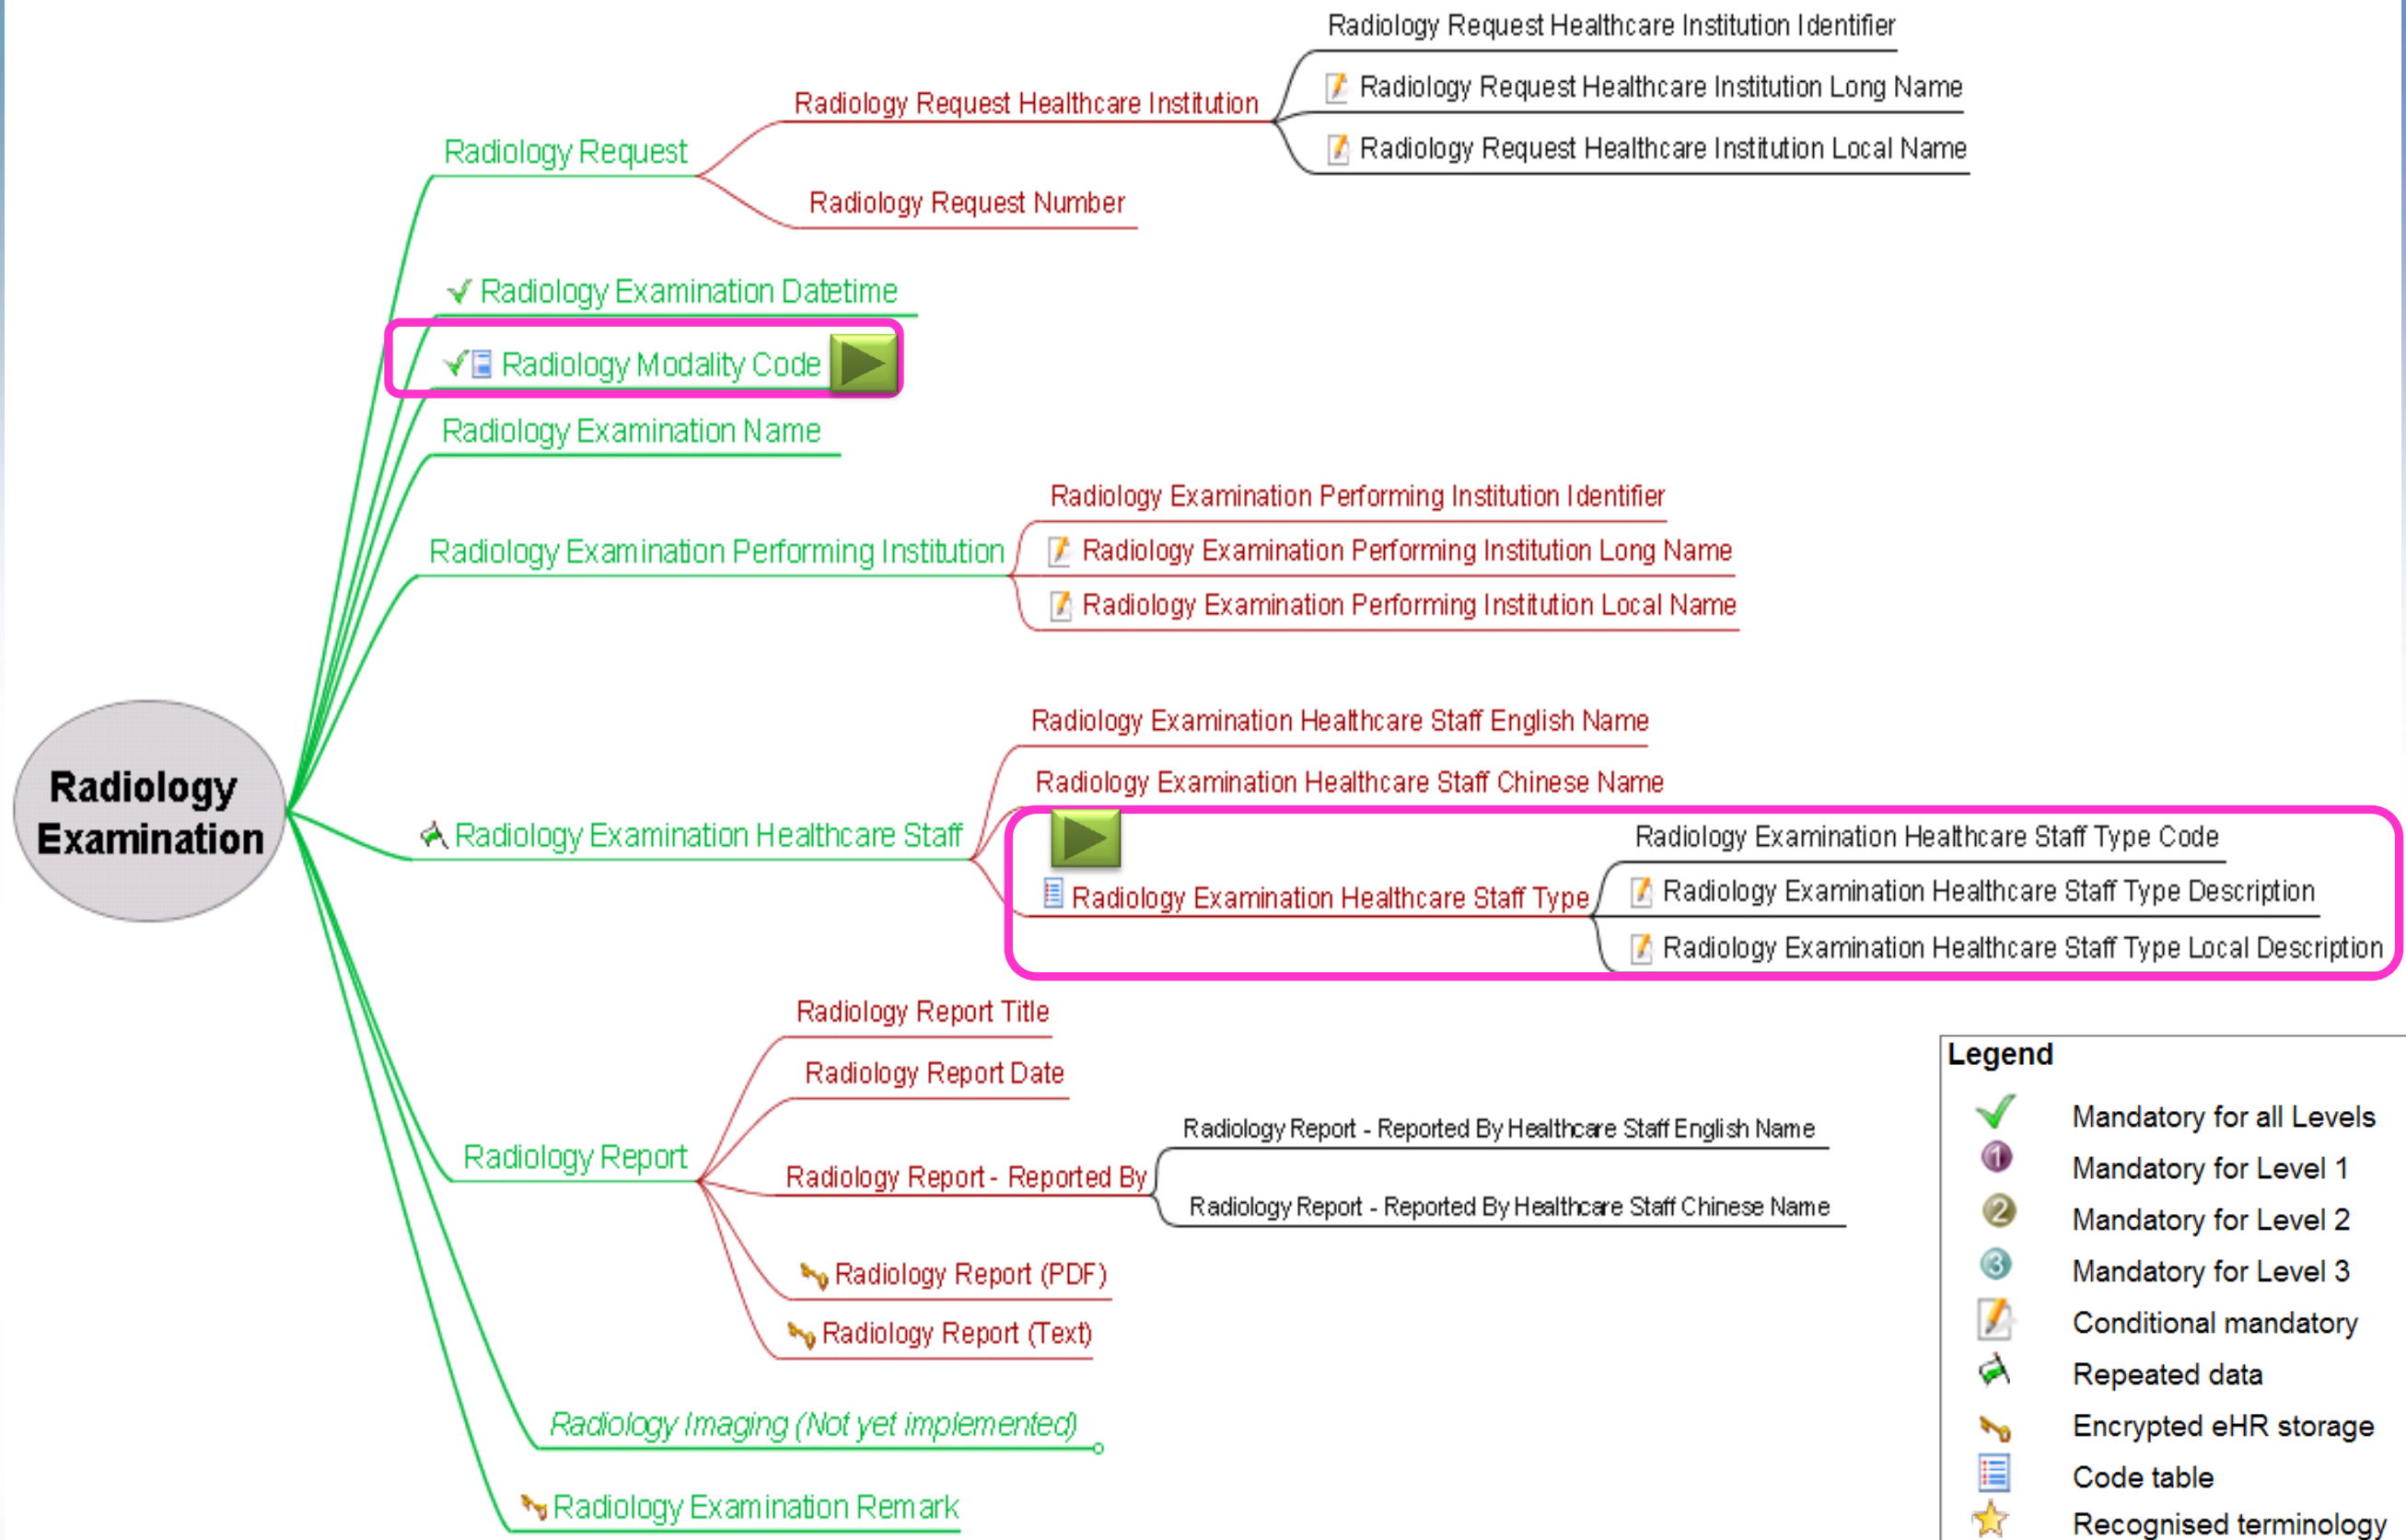 Radiology Request Healthcare Institution Identifier
Radiology Request Healthcare Institution Long Name
Radiology Request Healthcare Institution
Radiology Request Healthcare Institution Local Name
Radiology Request
Radiology Request Number
Radiology Examination Datetime
Radiology Modality Code
Radiology Examination Name
Radiology Examination Performing Institution Identifier
Radiology Examination Performing Institution
Radiology Examination Performing Institution Long Name
Radiology Examination Performing Institution Local Name
Radiology Examination Healthcare Staff English Name
Radiology Examination Healthcare Staff Chinese Name
Radiology
Examination
Radiology Examination Healthcare Staff
Radiology Examination Healthcare Staff Type Code
Radiology Examination Healthcare Staff Type
Radiology Examination Healthcare Staff Type Description
Radiology Examination Healthcare Staff Type Local Description
Radiology Report Title
Radiology Report Date
Radiology Report - Reported By Healthcare Staff English Name
Radiology Report
Radiology Report - Reported By
Radiology Report - Reported By Healthcare Staff Chinese Name
Radiology Report (PDF)
Radiology Report (Text)
Radiology Imaging (Not yet implemented)
Radiology Examination Remark
Legend
Mandatory for all Levels
1 Mandatory for Level 1
2 Mandatory for Level 2
3 Mandatory for Level 3
Conditional mandatory
Repeated data
Encrypted eHR storage
Code table
Recognised terminology